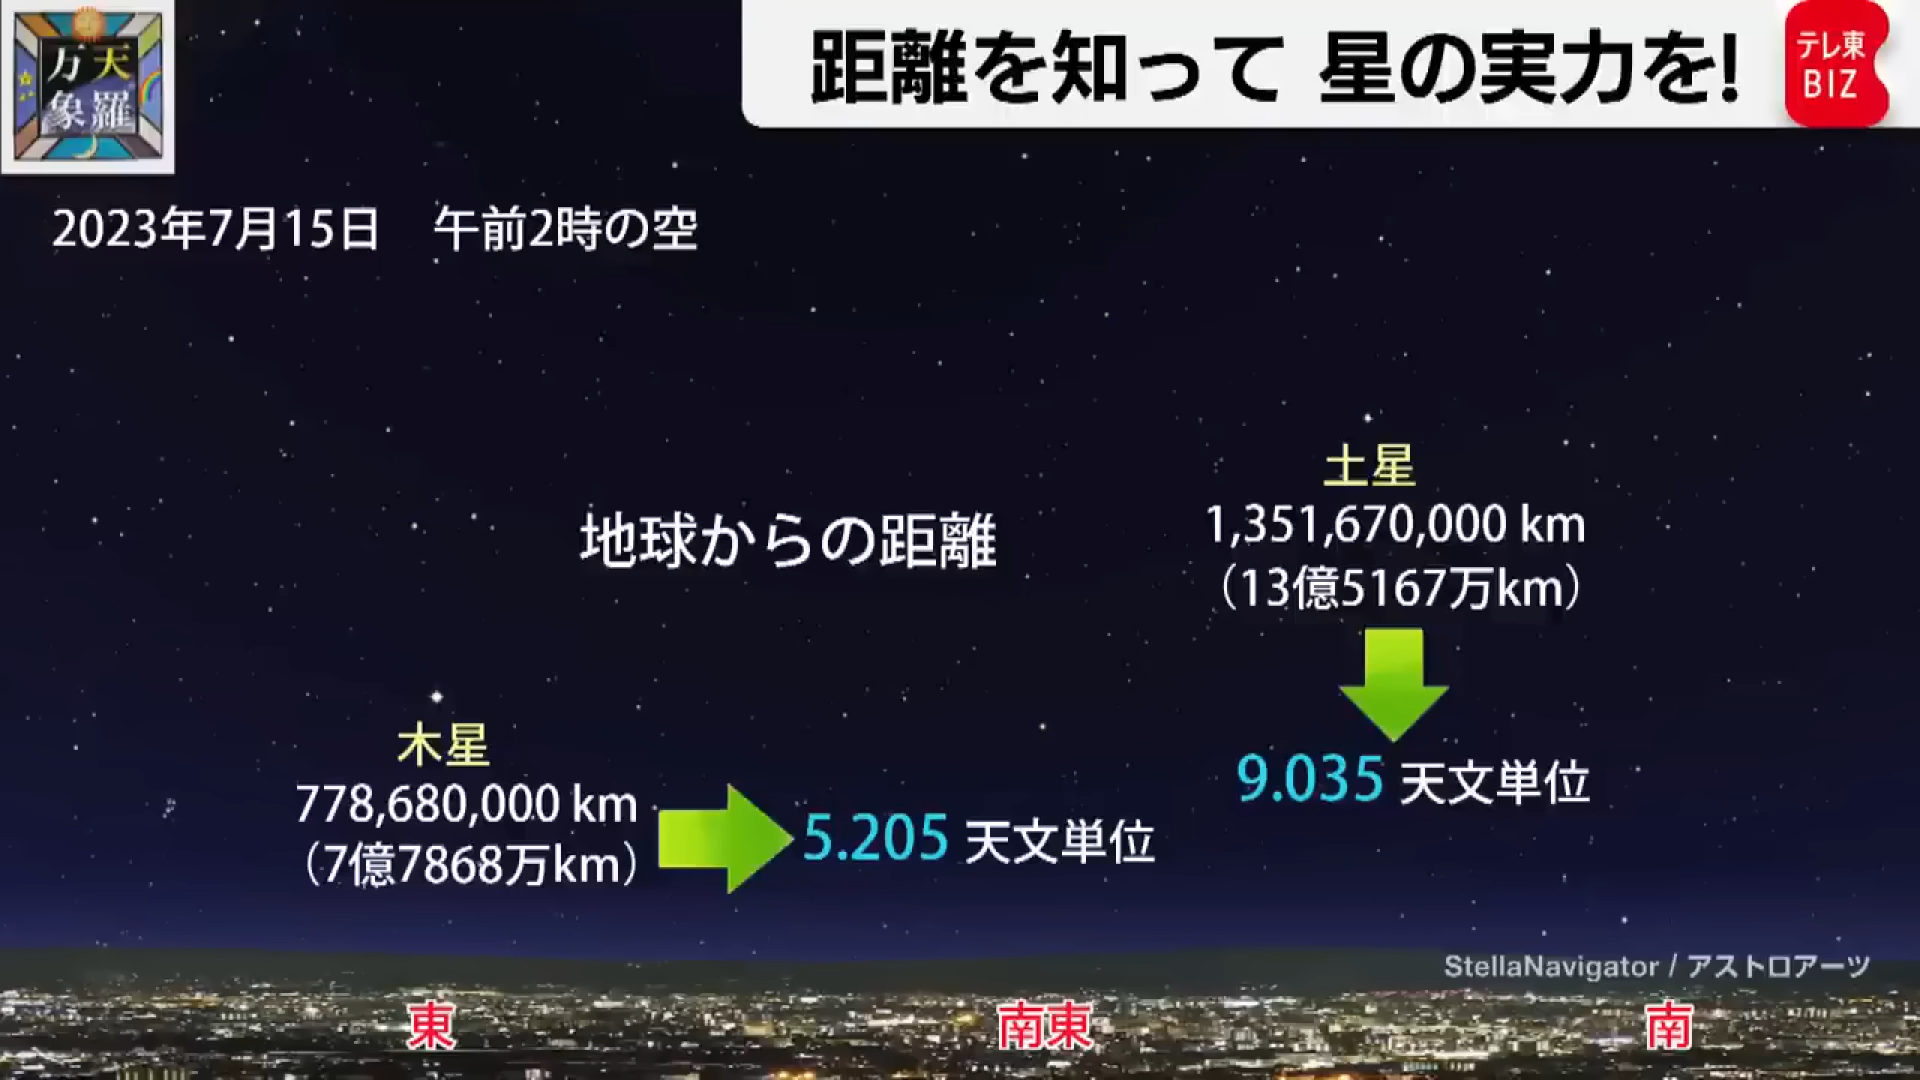 天羅
万象
距離を知って 星の実力を!
テレ東
BIZ
2023年7月15日 午前2時の空
地球からの距離
土星
1,351,670,000 km
（13億5167万km）
9.035 天文単位
木星
778,680,000 km
（7億7868万km）
5.205 天文単位
StellaNavigator / アストロアーツ
東
南東
南